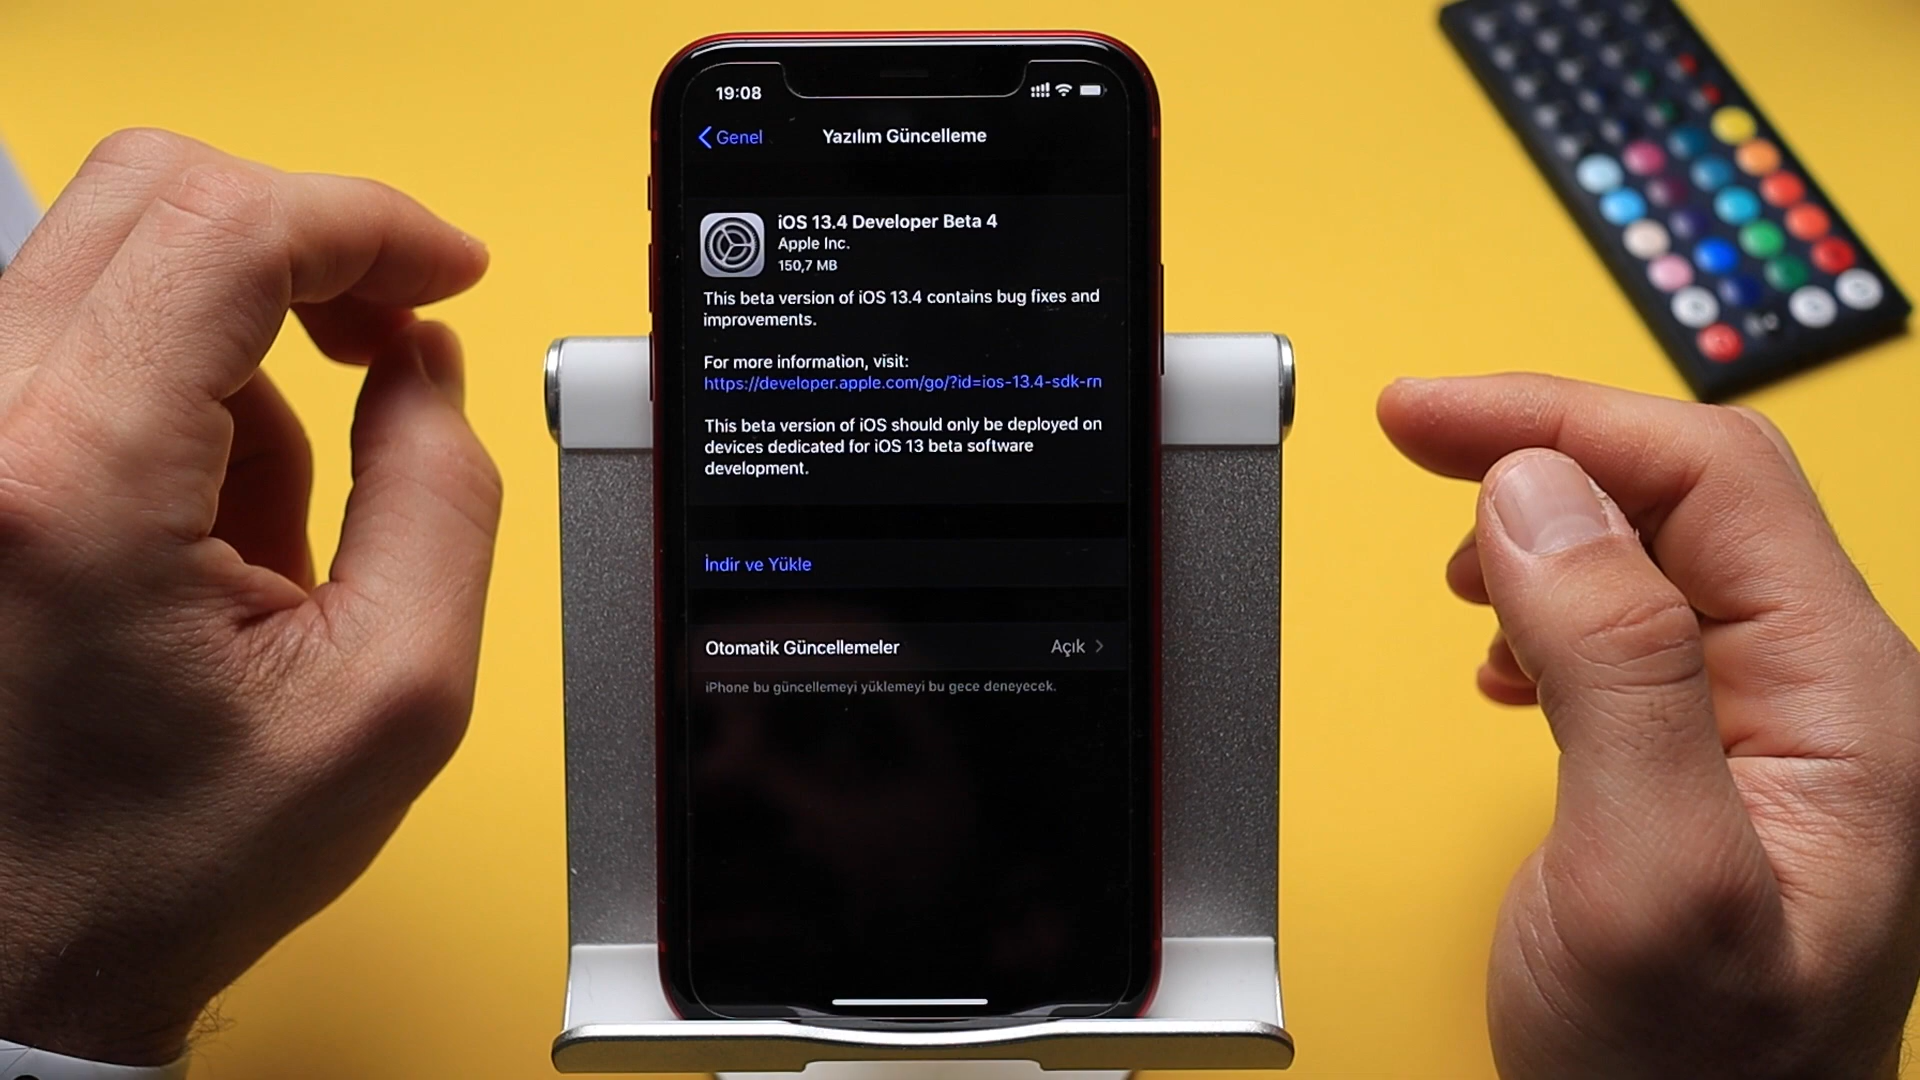 19:08
Genel
Yazılım Güncelleme
iOS 13.4 Developer Beta 4
Apple Inc.
150,7 MB
This beta version of iOS 13.4 contains bug fixes and
improvements.
For more information, visit:
https://developer.apple.com/go/?id=ios-13.4-sdk-rn
This beta version of iOS should only be deployed on
devices dedicated for iOS 13 beta software
development.
İndir ve Yükle
Otomatik Güncellemeler
Açık
iPhone bu güncellemeyi yüklemeyi bu gece deneyecek.